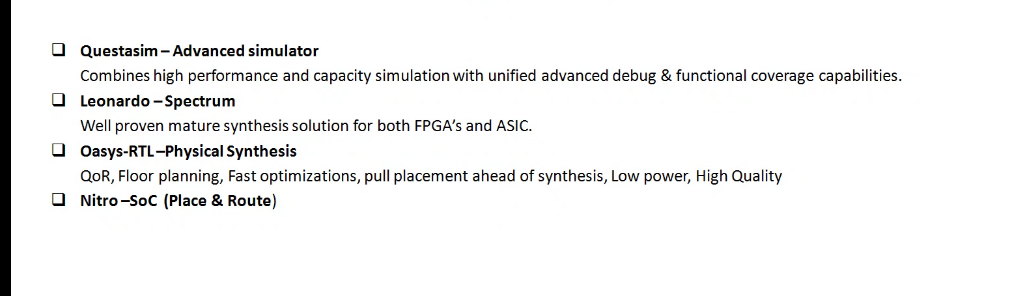 ❑ Questasim – Advanced simulator
Combines high performance and capacity simulation with unified advanced debug & functional coverage capabilities.
❑ Leonardo – Spectrum
Well proven mature synthesis solution for both FPGA's and ASIC.
❑ Oasys-RTL–Physical Synthesis
QoR, Floor planning, Fast optimizations, pull placement ahead of synthesis, Low power, High Quality
❑ Nitro –SoC (Place & Route)